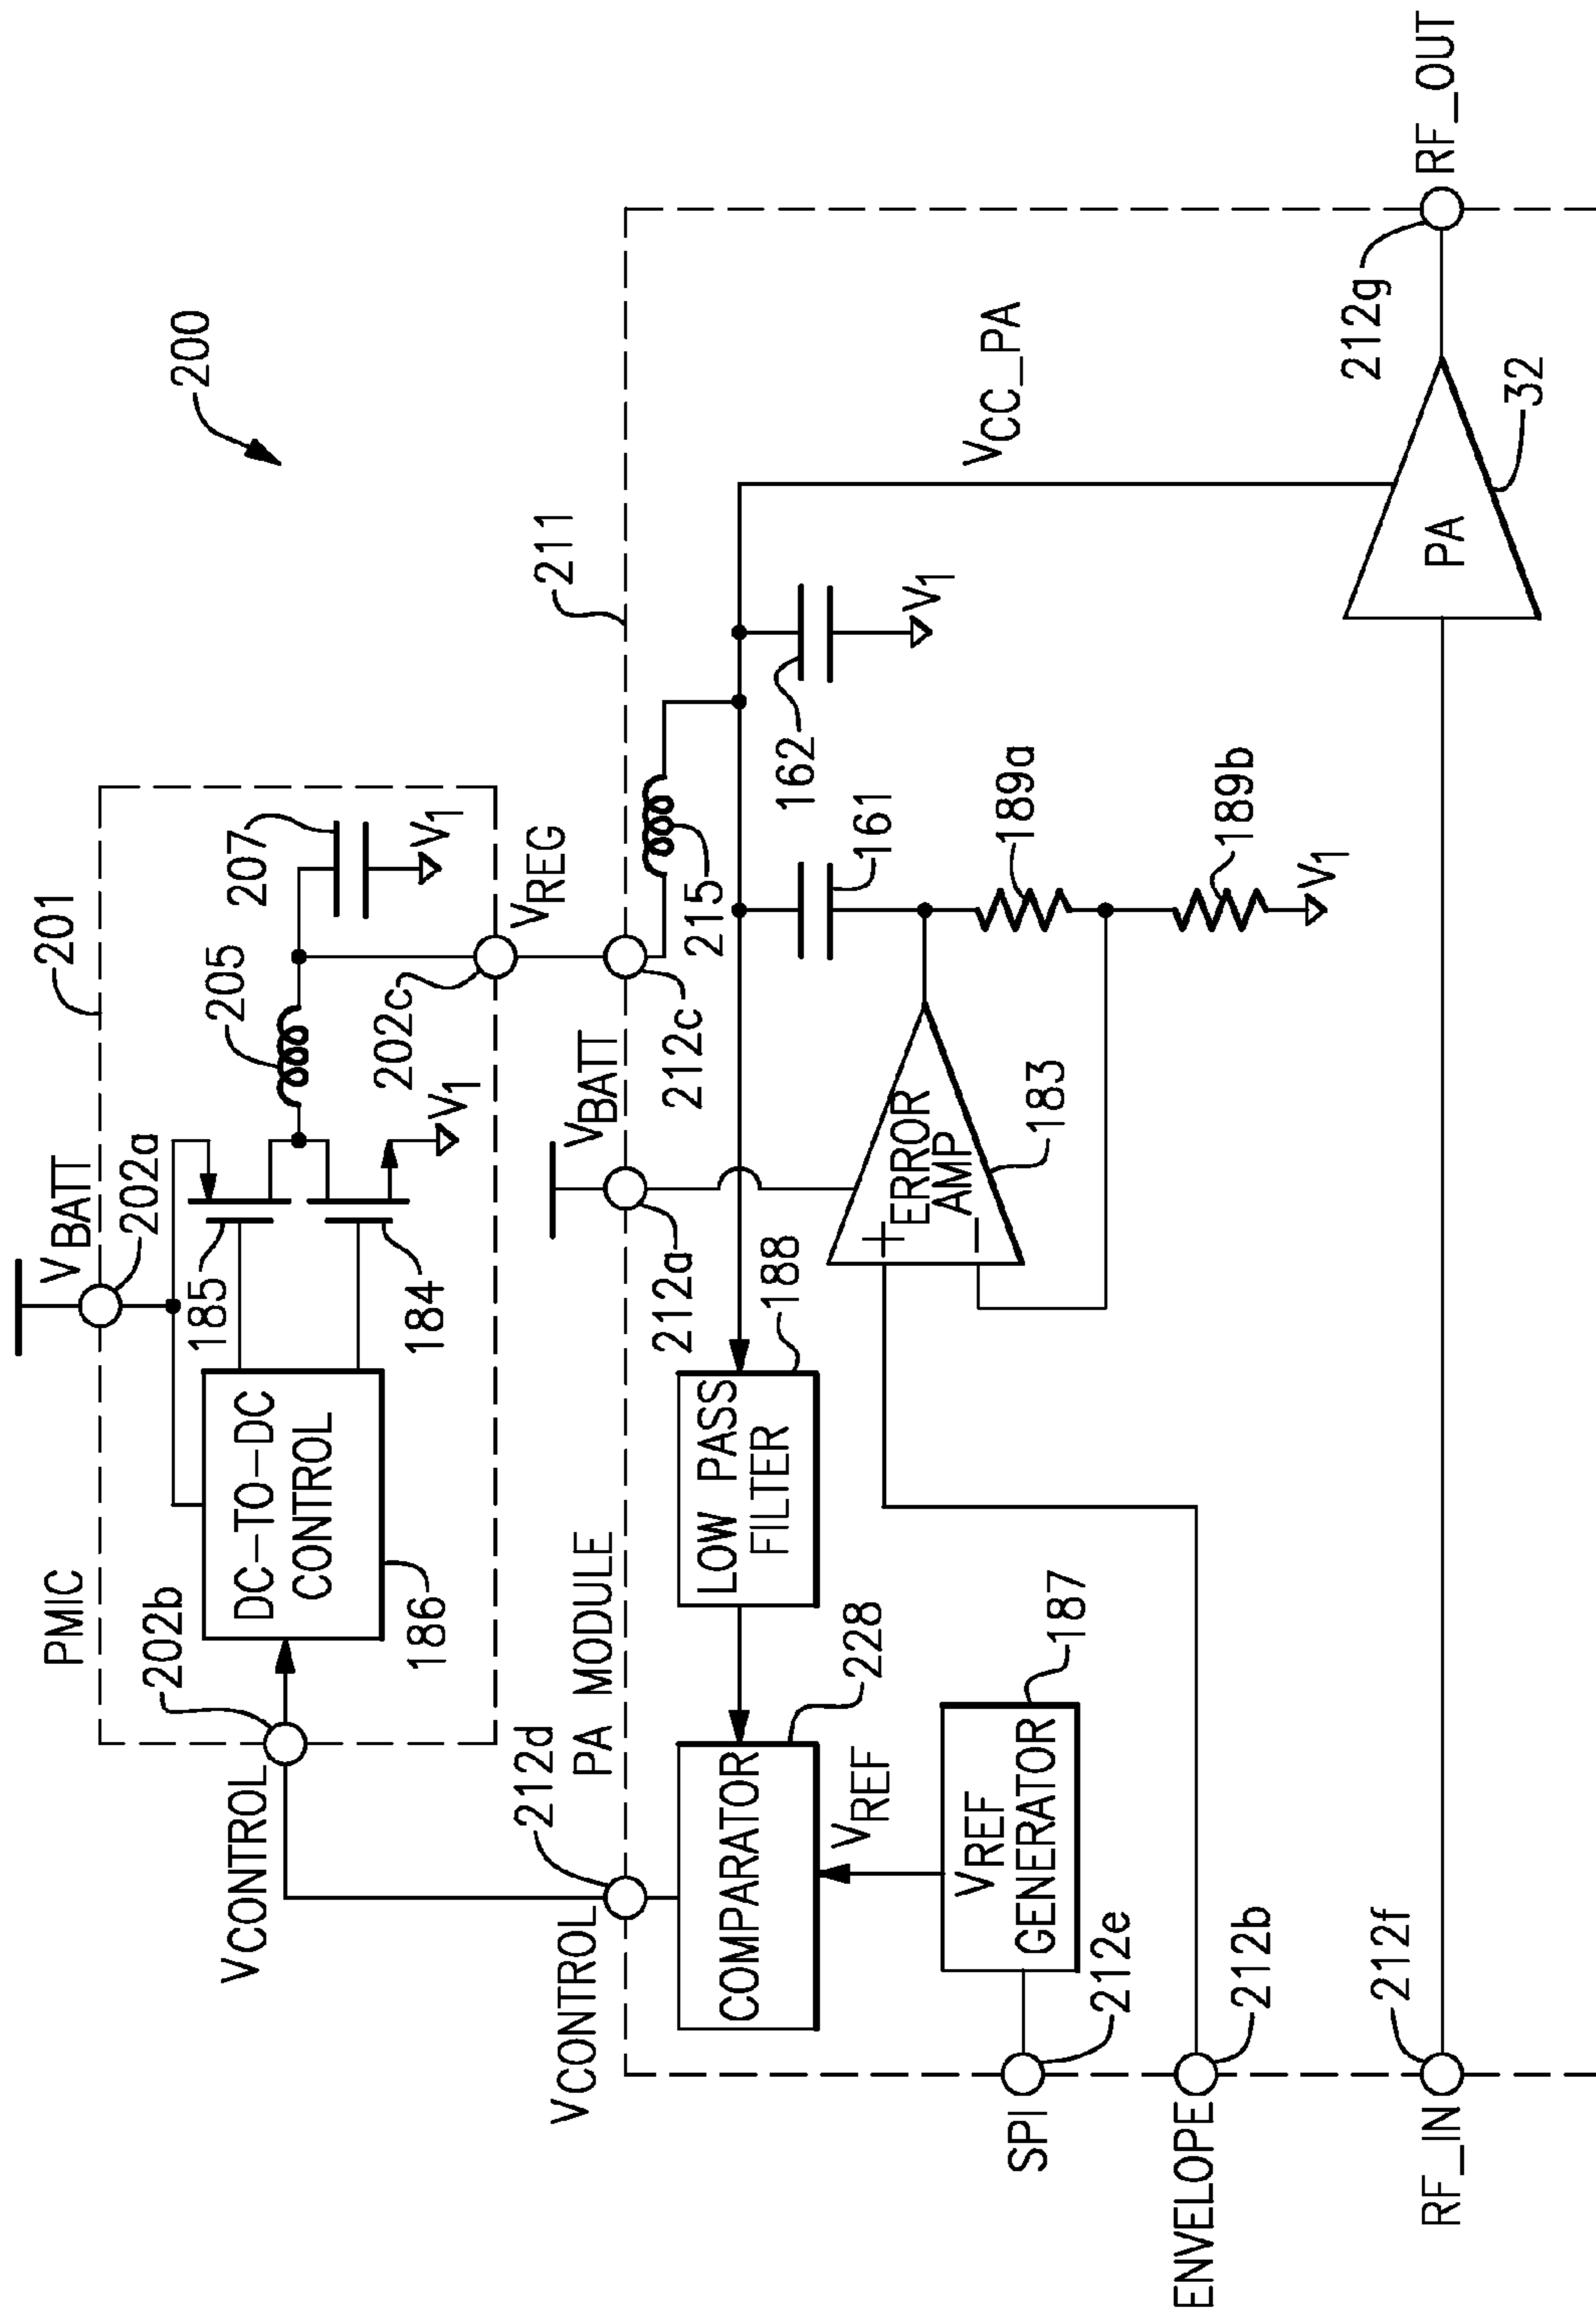 200
201
PMIC
V_BATT
202a
DC-TO-DC
CONTROL
186
185
184
V1
205
207
V1
202b
VCONTROL
202c
VREG
211
PA MODULE
VCONTROL
212d
VBATT
212a
212c
215
COMPARATOR
228
LOW PASS
FILTER
188
VREF
VREF
GENERATOR
187
+
−
ERROR
AMP
183
161
162
V1
189a
189b
V1
VCC_PA
SPI
212e
ENVELOPE
212b
RF_IN
212f
PA
32
212g
RF_OUT